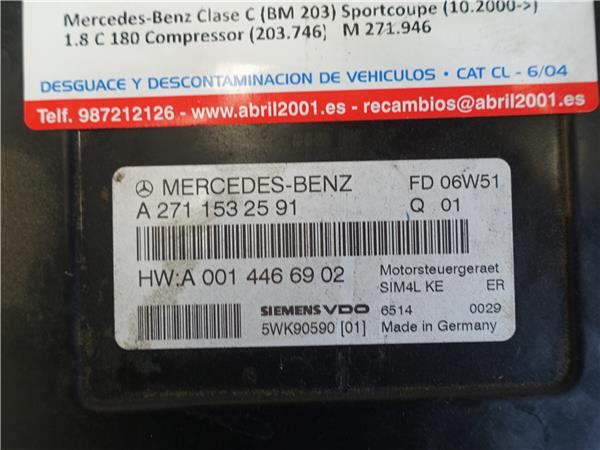 Mercedes-Benz Clase C (BM 203) Sportcoupe (10.2000->)
1.8 C 180 Compressor (203.746) M 271.946
DESGUACE Y DESCONTAMINACION DE VEHICULOS • CAT CL - 6/04
Telf. 987212126 - www.abril2001.es - recambios@abril2001.es
MERCEDES-BENZ FD 06W51
A 271 153 25 91 Q 01
HW:A 001 446 69 02 Motorsteuergeraet
SIM4L KE ER
SIEMENS VDO 6514 0029
5WK90590 [01] Made in Germany